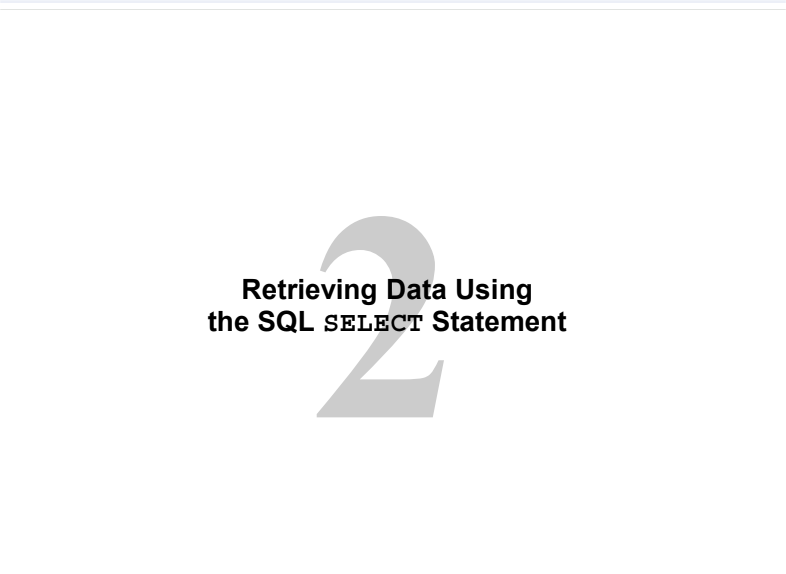 2
Retrieving Data Using
the SQL SELECT Statement